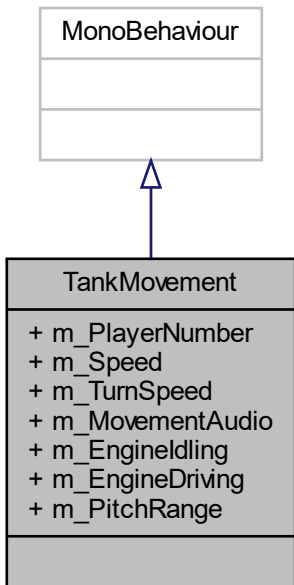 MonoBehaviour
TankMovement
+ m_PlayerNumber
+ m_Speed
+ m_TurnSpeed
+ m_MovementAudio
+ m_EngineIdling
+ m_EngineDriving
+ m_PitchRange